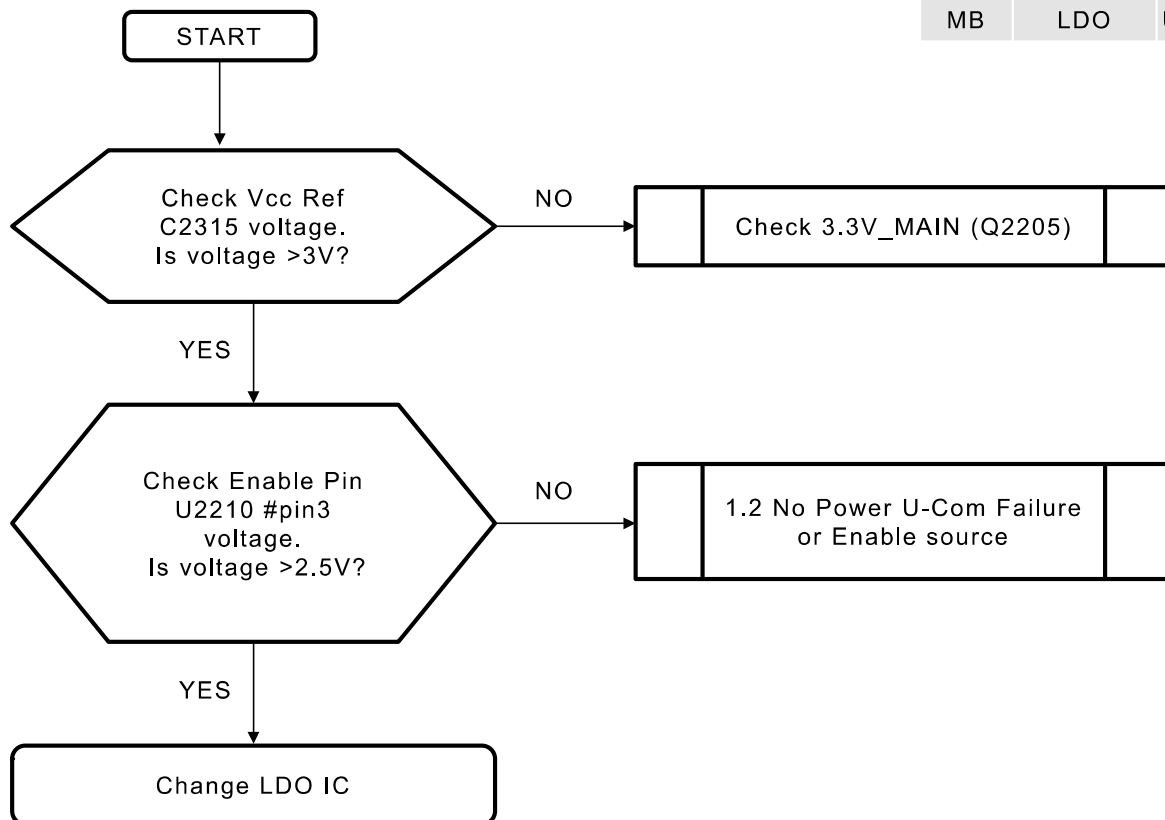 START
MB LDO
Check Vcc Ref
C2315 voltage.
Is voltage >3V?
NO
Check 3.3V_MAIN (Q2205)
YES
Check Enable Pin
U2210 #pin3
voltage.
Is voltage >2.5V?
NO
1.2 No Power U-Com Failure
or Enable source
YES
Change LDO IC